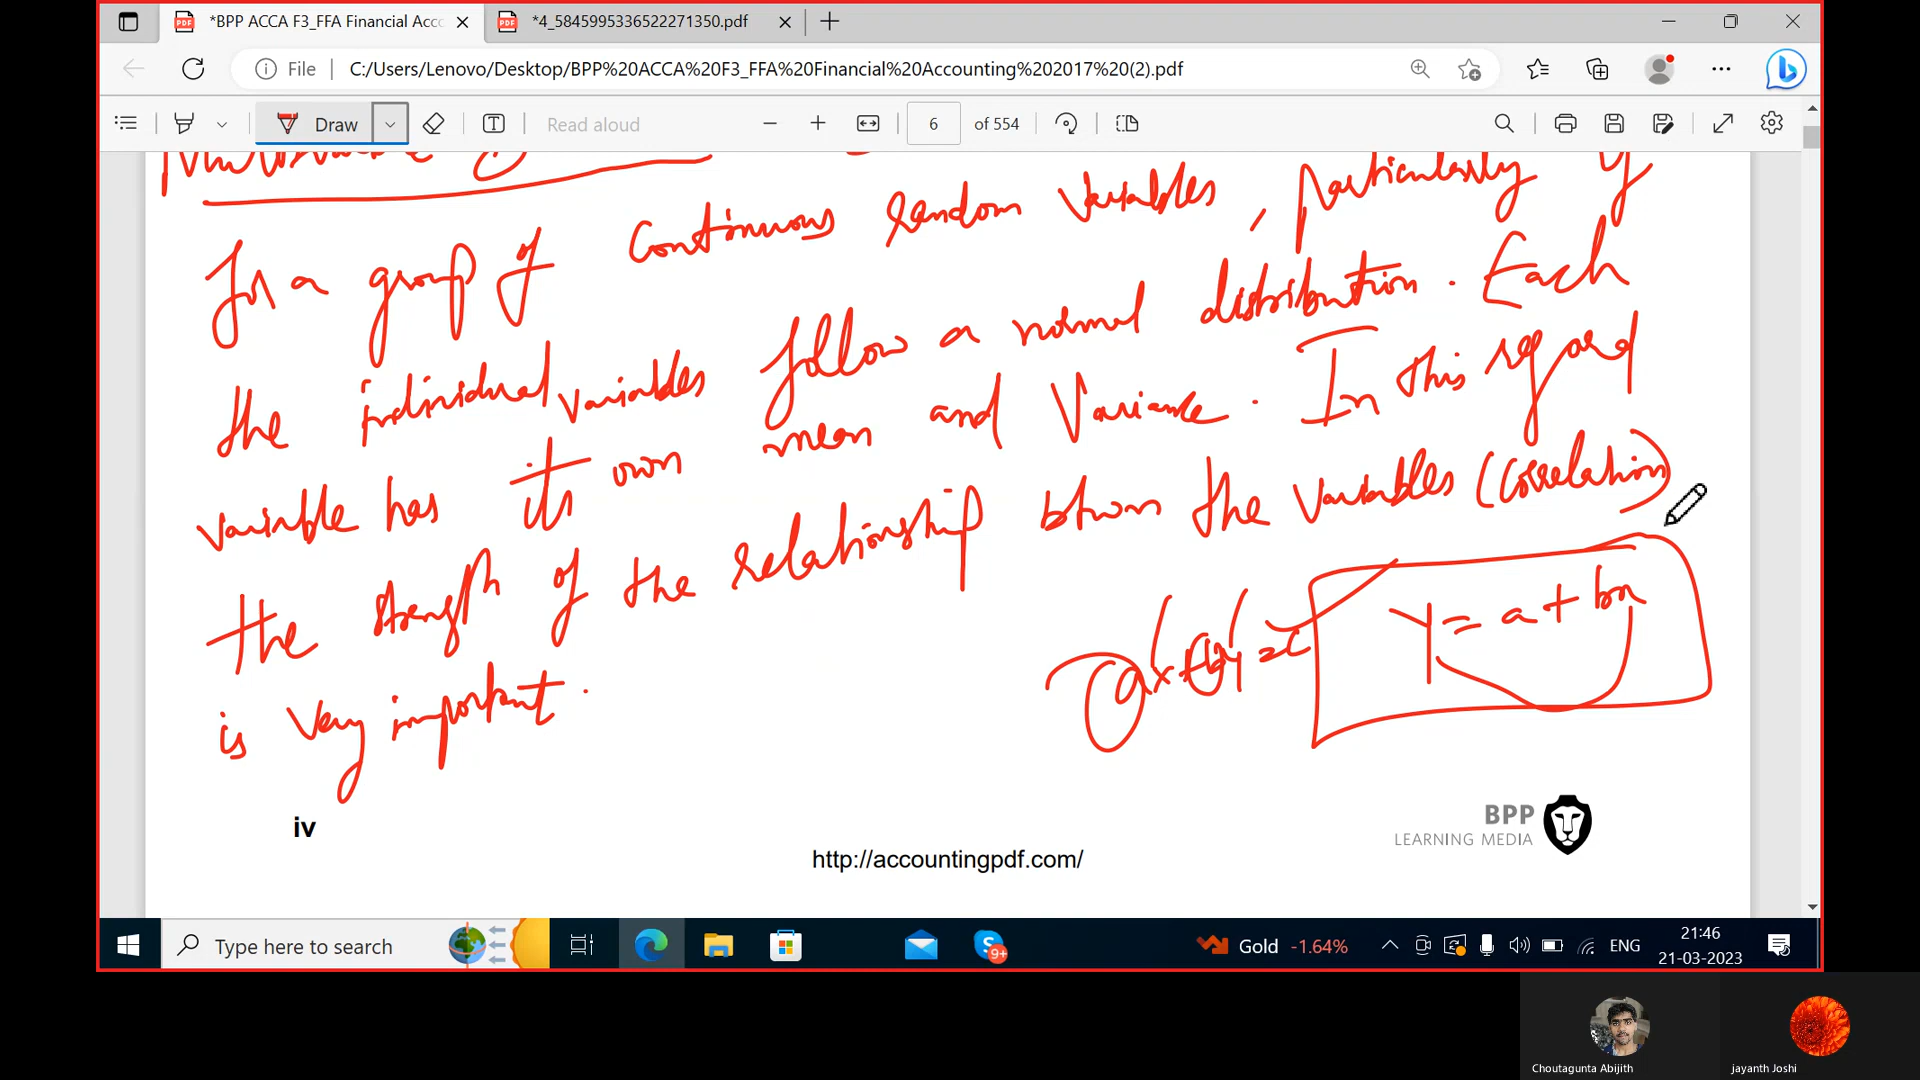 *BPP ACCA F3_FFA Financial Acc
*4_5845995336522271350.pdf
File
C:/Users/Lenovo/Desktop/BPP%20ACCA%20F3_FFA%20Financial%20Accounting%202017%20(2).pdf
Draw
Read aloud
6 of 554
for a group of continuous random variables, particularly if
the individual variables follow a normal distribution. Each
variable has its own mean and variance. In this regard
the strength of the relationship btwn the variables (correlation)
is very important.
ax + by = c
Y = a + bx
iv
BPP
LEARNING MEDIA
http://accountingpdf.com/
Type here to search
Gold -1.64%
9+
ENG
21:46
21-03-2023
Choutagunta Abijith
jayanth Joshi